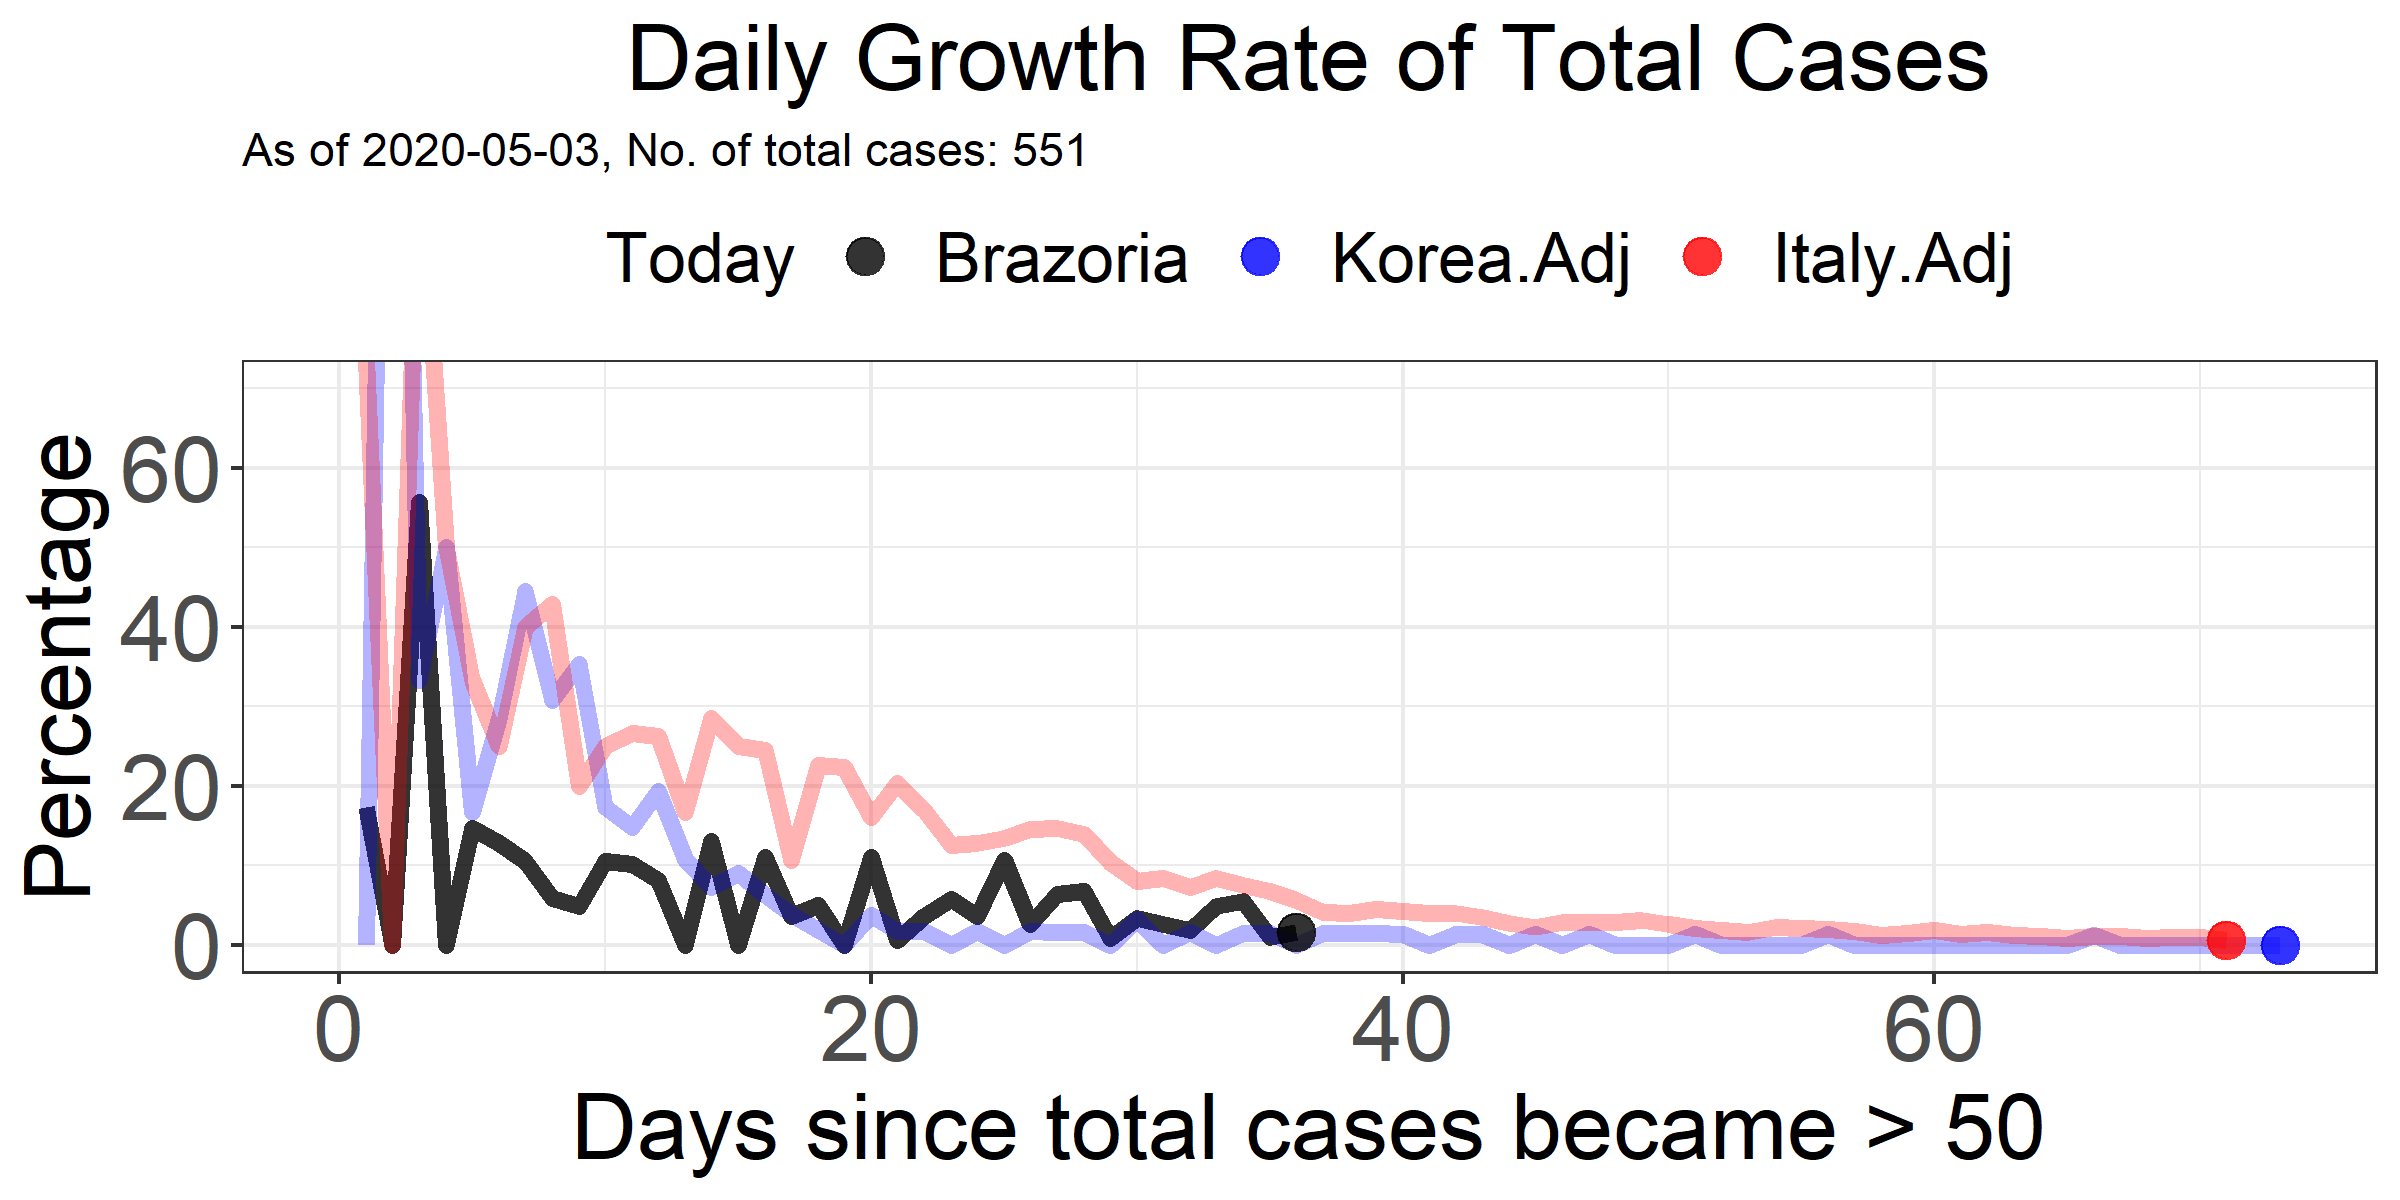 Daily Growth Rate of Total Cases
As of 2020-05-03, No. of total cases: 551
Today Brazoria Korea.Adj Italy.Adj
Percentage
60
40
20
0
0 20 40 60
Days since total cases became > 50